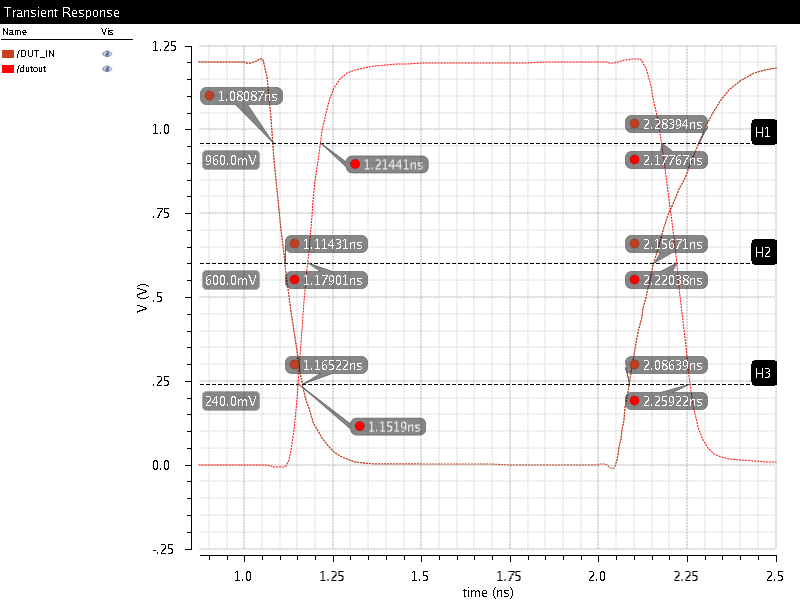 Transient Response
Name Vis
/DUT_IN
/dutout
1.25
1.08087ns
2.28394ns
1.0
H1
960.0mV
1.21441ns
2.17767ns
.75
1.11431ns
2.15671ns
H2
600.0mV
1.17901ns
2.22038ns
V (V)
.5
1.16522ns
2.08639ns
H3
.25
240.0mV
2.25922ns
1.1519ns
0.0
-.25
1.0 1.25 1.5 1.75 2.0 2.25 2.5
time (ns)